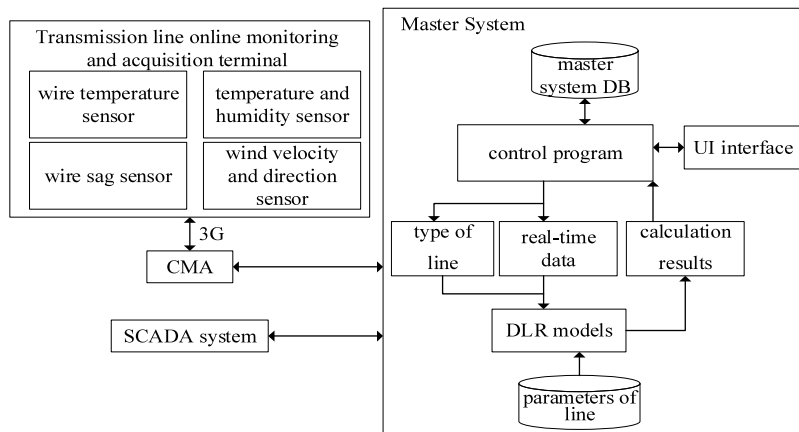 Transmission line online monitoring
and acquisition terminal
wire temperature
sensor
temperature and
humidity sensor
wire sag sensor
wind velocity
and direction
sensor
3G
CMA
SCADA system
Master System
master
system DB
control program
UI interface
type of
line
real-time
data
calculation
results
DLR models
parameters of
line